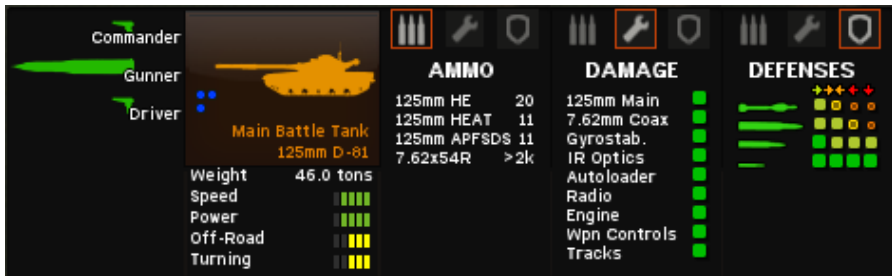 Commander
Gunner
Driver
Main Battle Tank
125mm D-81
Weight 46.0 tons
Speed
Power
Off-Road
Turning
AMMO
125mm HE 20
125mm HEAT 11
125mm APFSDS 11
7.62x54R >2k
DAMAGE
125mm Main
7.62mm Coax
Gyrostab.
IR Optics
Autoloader
Radio
Engine
Wpn Controls
Tracks
DEFENSES